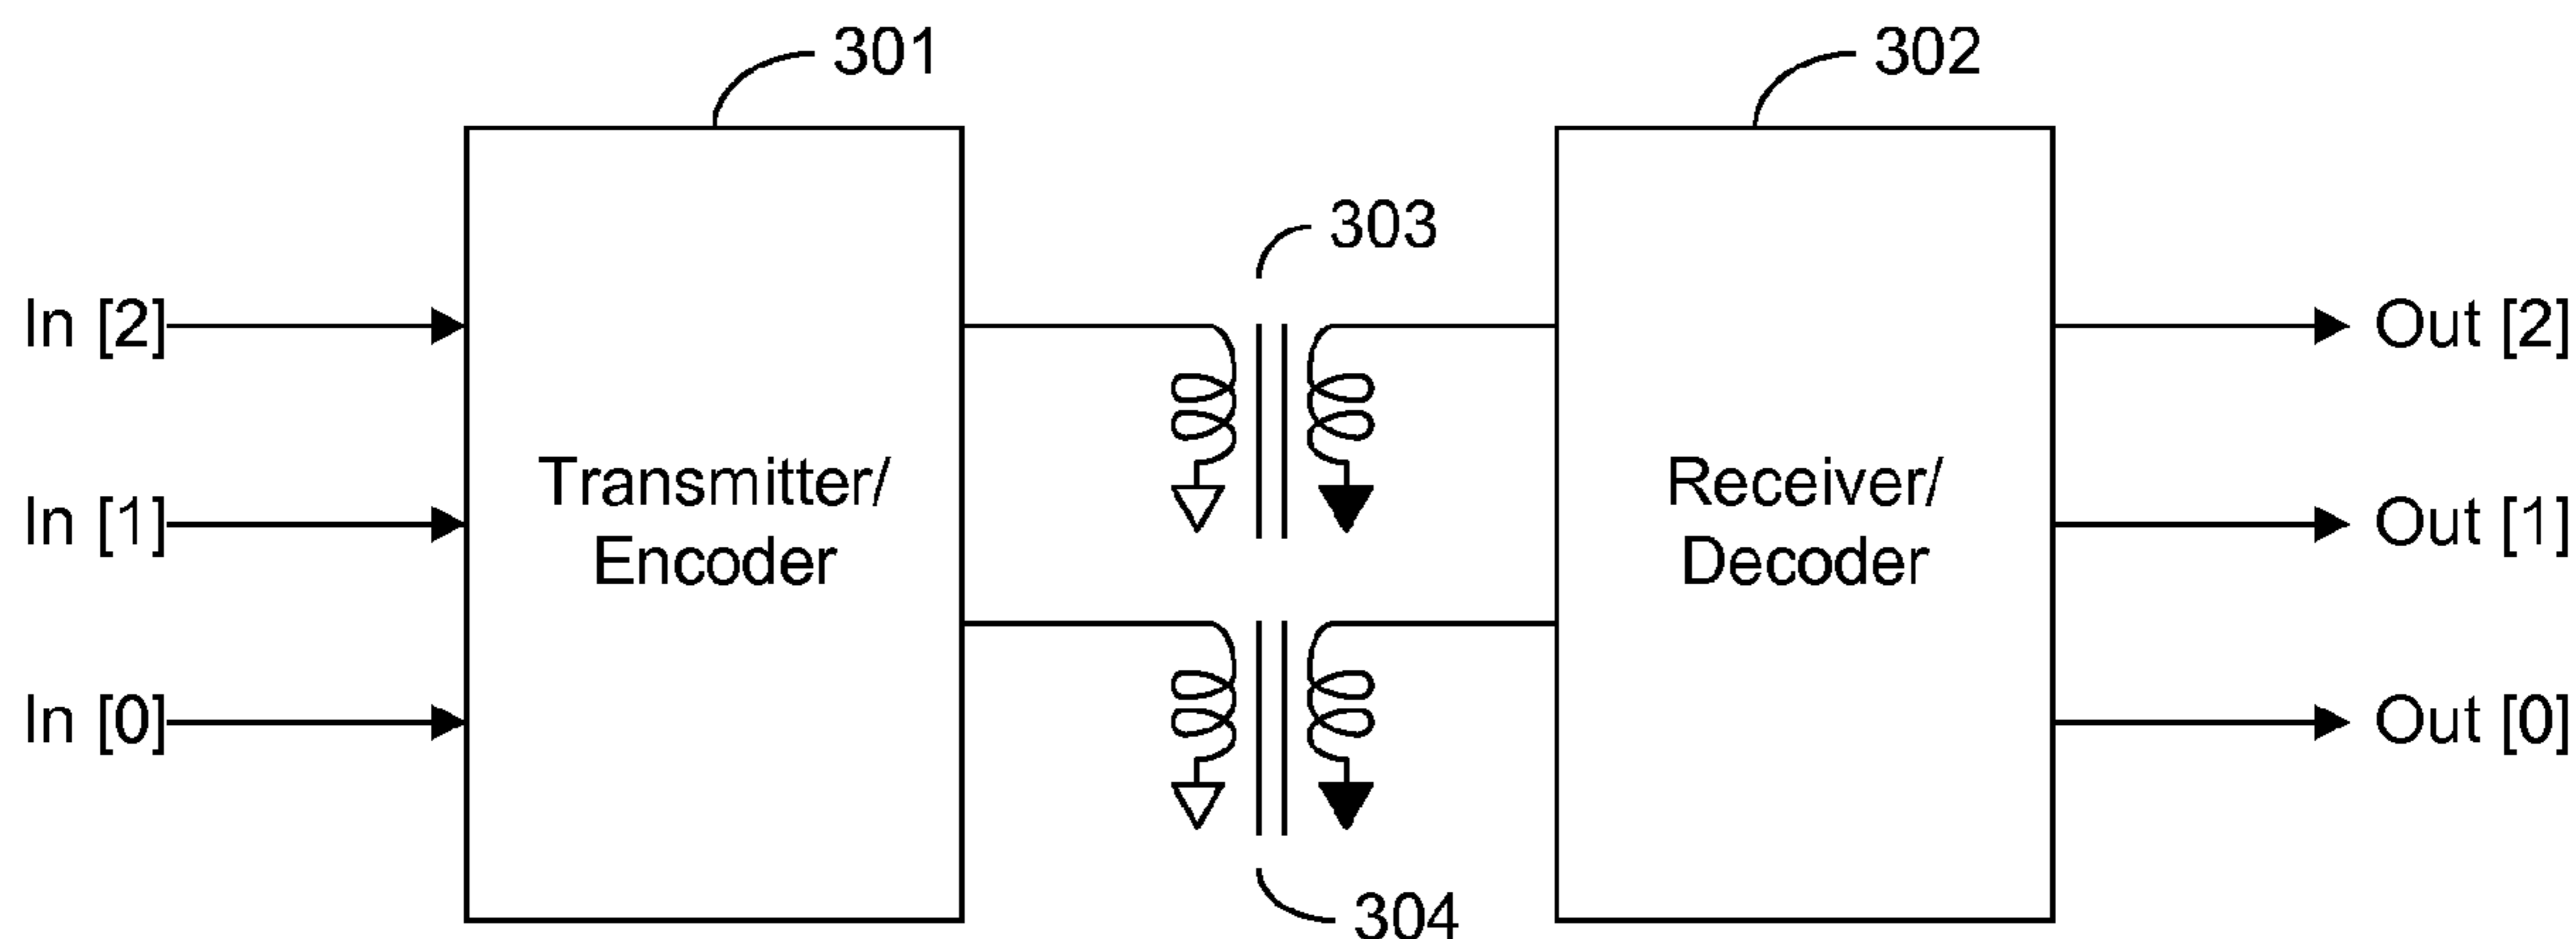 301
302
303
In [2]
Out [2]
Transmitter/
Encoder
Receiver/
Decoder
In [1]
Out [1]
In [0]
Out [0]
304